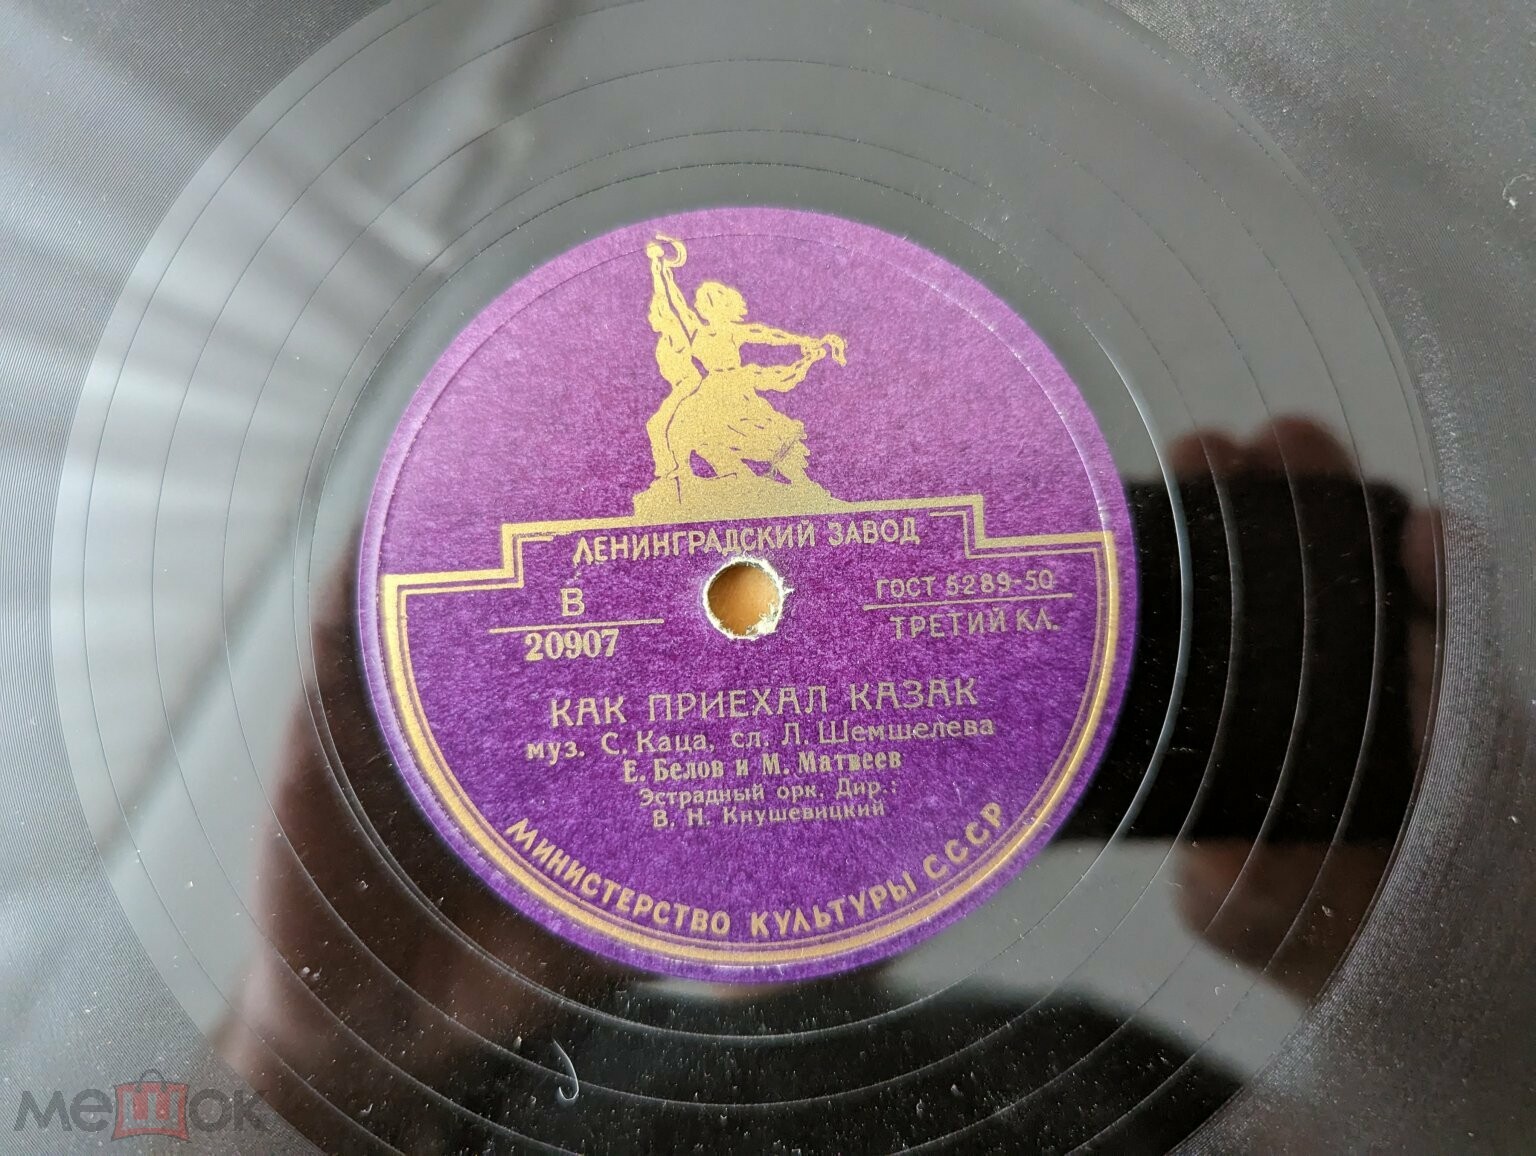 ЛЕНИНГРАДСКИЙ ЗАВОД
В
20907
ГОСТ 5289-50
ТРЕТИЙ КЛ.
КАК ПРИЕХАЛ КАЗАК
муз. С. Каца, сл. Л. Шемшелева
Е. Белов и М. Матвеев
Эстрадный орк. Дир.:
В. Н. Кнушевицкий
МИНИСТЕРСТВО КУЛЬТУРЫ СССР
мешок